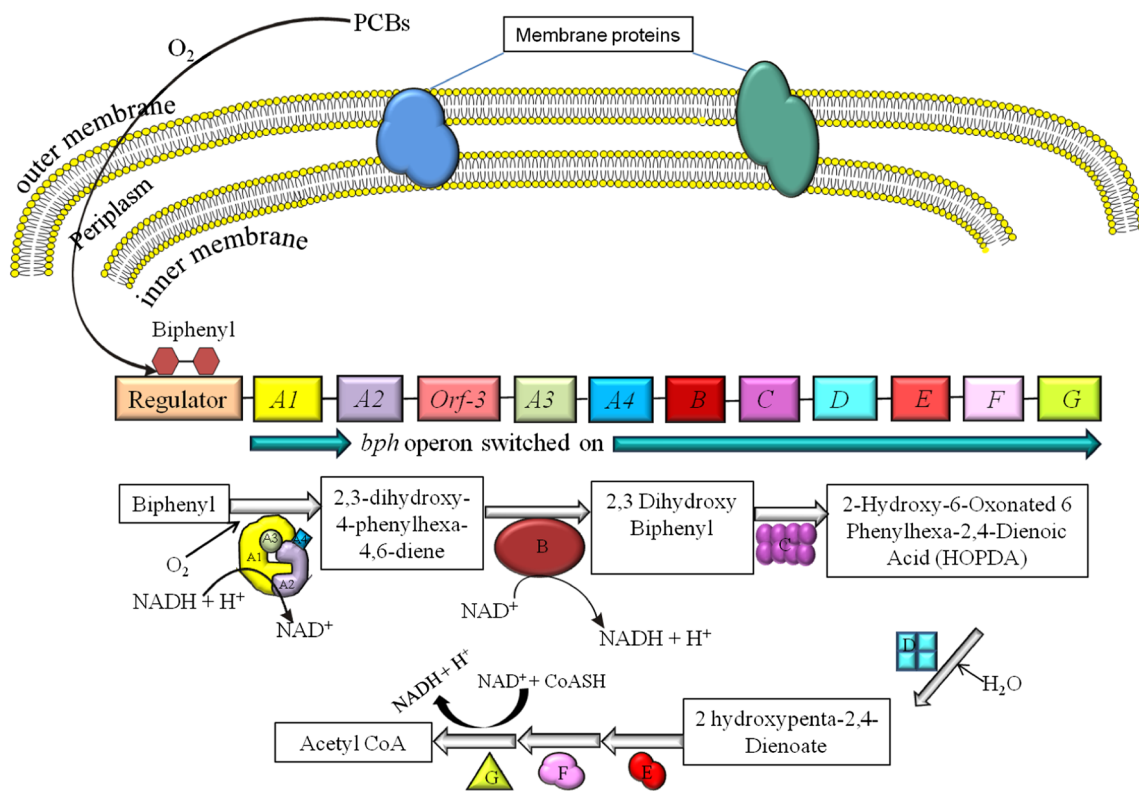 PCBs
O2
Membrane proteins
outer membrane
Periplasm
inner membrane
Biphenyl
Regulator A1 A2 Orf-3 A3 A4 B C D E F G
bph operon switched on
Biphenyl
2,3-dihydroxy-
4-phenylhexa-
4,6-diene
2,3 Dihydroxy
Biphenyl
2-Hydroxy-6-Oxonated 6
Phenylhexa-2,4-Dienoic
Acid (HOPDA)
A1 A3 A4 A2
B
C
O2
NADH + H+
NAD+
NAD+
NADH + H+
D
H2O
NADH + H+
NAD+ + CoASH
2 hydroxypenta-2,4-
Dienoate
Acetyl CoA
G F E